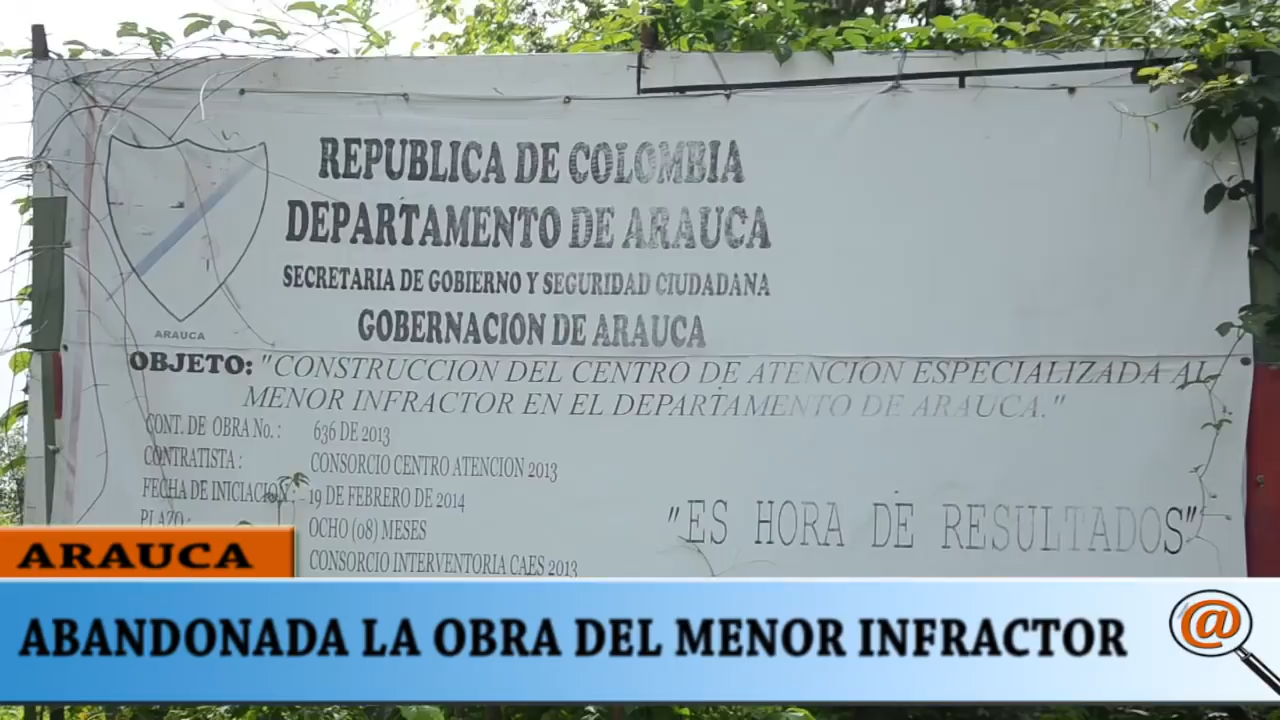 REPUBLICA DE COLOMBIA
DEPARTAMENTO DE ARAUCA
SECRETARIA DE GOBIERNO Y SEGURIDAD CIUDADANA
GOBERNACION DE ARAUCA
ARAUCA
OBJETO: "CONSTRUCCION DEL CENTRO DE ATENCION ESPECIALIZADA AL
MENOR INFRACTOR EN EL DEPARTAMENTO DE ARAUCA."
CONT. DE OBRA No. : 636 DE 2013
CONTRATISTA : CONSORCIO CENTRO ATENCION 2013
FECHA DE INICIACION : 19 DE FEBRERO DE 2014
PLAZO: OCHO (08) MESES
CONSORCIO INTERVENTORIA CAES 2013
"ES HORA DE RESULTADOS"
ARAUCA
ABANDONADA LA OBRA DEL MENOR INFRACTOR
@